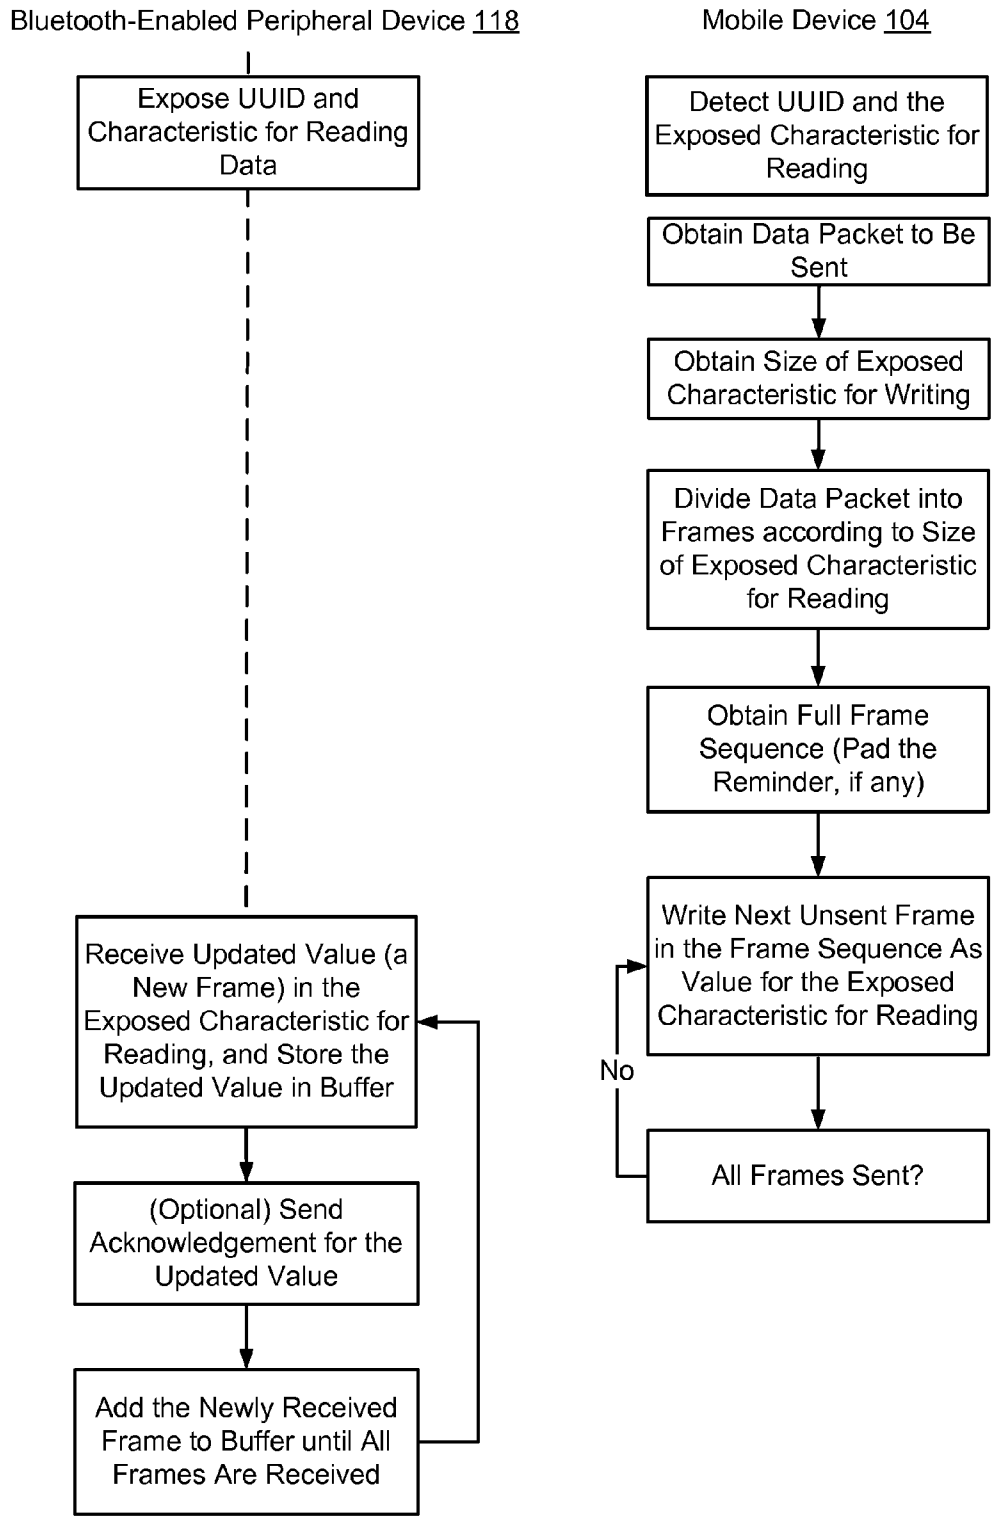 Bluetooth-Enabled Peripheral Device 118
Expose UUID and
Characteristic for Reading
Data
Receive Updated Value (a
New Frame) in the
Exposed Characteristic for
Reading, and Store the
Updated Value in Buffer
(Optional) Send
Acknowledgement for the
Updated Value
Add the Newly Received
Frame to Buffer until All
Frames Are Received
Mobile Device 104
Detect UUID and the
Exposed Characteristic for
Reading
Obtain Data Packet to Be
Sent
Obtain Size of Exposed
Characteristic for Writing
Divide Data Packet into
Frames according to Size
of Exposed Characteristic
for Reading
Obtain Full Frame
Sequence (Pad the
Reminder, if any)
Write Next Unsent Frame
in the Frame Sequence As
Value for the Exposed
Characteristic for Reading
No
All Frames Sent?